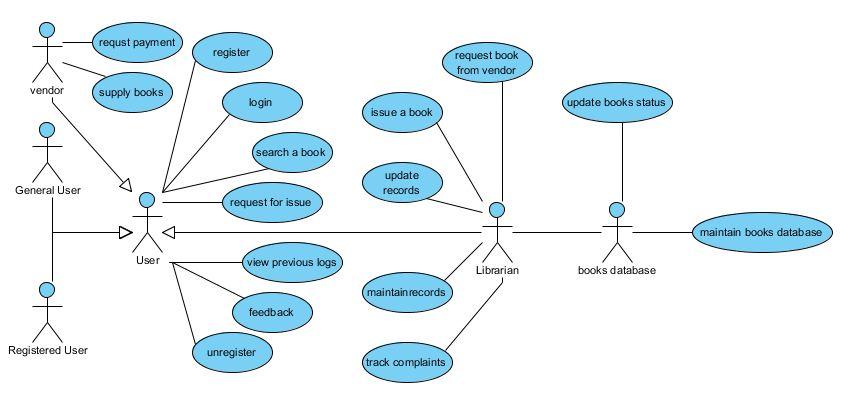 requst payment
supply books
vendor
General User
Registered User
register
login
search a book
request for issue
User
view previous logs
feedback
unregister
request book
from vendor
issue a book
update
records
Librarian
maintainrecords
track complaints
update books status
books database
maintain books database